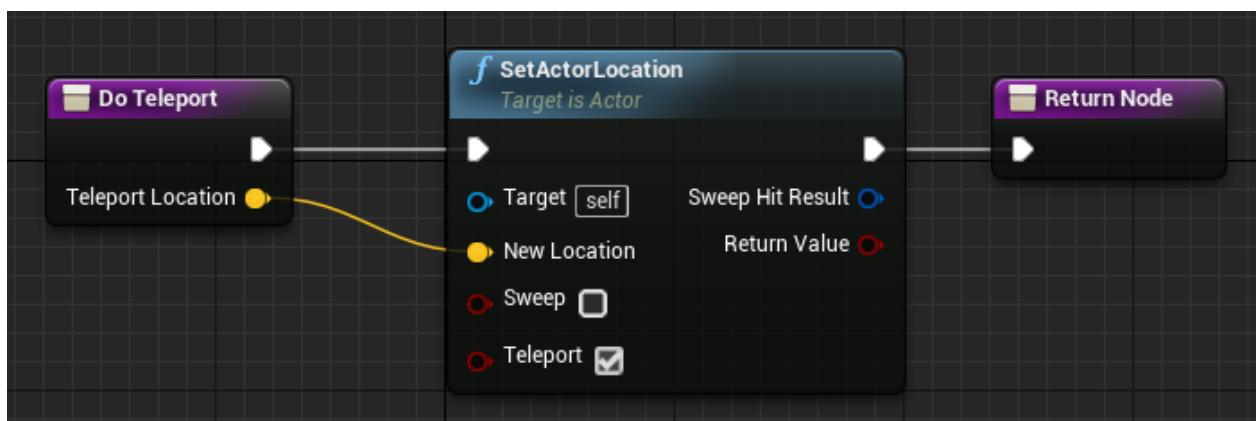 Do Teleport
Teleport Location
f SetActorLocation
Target is Actor
Target self
Sweep Hit Result
New Location
Return Value
Sweep
Teleport
Return Node